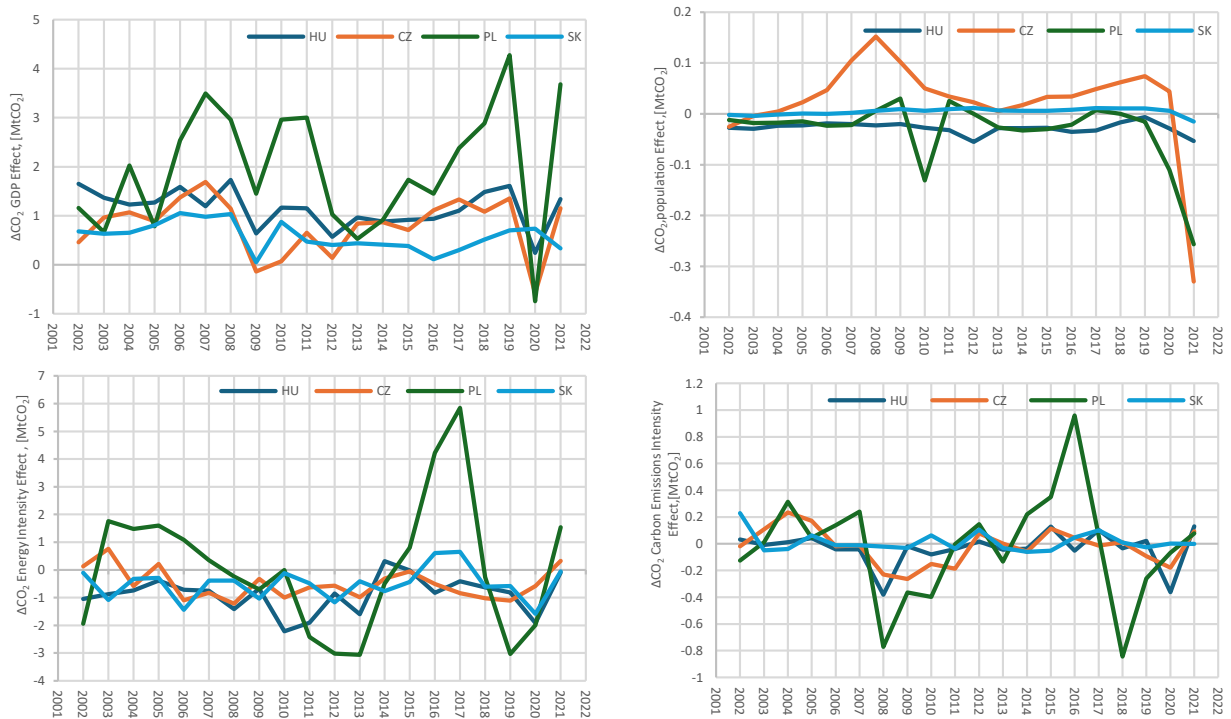 5
4
3
2
1
0
-1
ΔCO₂ GDP Effect, [MtCO₂]
HU CZ PL SK
2001 2002 2003 2004 2005 2006 2007 2008 2009 2010 2011 2012 2013 2014 2015 2016 2017 2018 2019 2020 2021 2022
0.2
0.1
0
-0.1
-0.2
-0.3
-0.4
ΔCO₂,population Effect ,[MtCO₂]
HU CZ PL SK
2001 2002 2003 2004 2005 2006 2007 2008 2009 2010 2011 2012 2013 2014 2015 2016 2017 2018 2019 2020 2021 2022
7
6
5
4
3
2
1
0
-1
-2
-3
-4
ΔCO₂ Energy Intensity Effect , [MtCO₂]
HU CZ PL SK
2001 2002 2003 2004 2005 2006 2007 2008 2009 2010 2011 2012 2013 2014 2015 2016 2017 2018 2019 2020 2021 2022
1.2
1
0.8
0.6
0.4
0.2
0
-0.2
-0.4
-0.6
-0.8
-1
ΔCO₂ Carbon Emissions Intensity
Effect,[MtCO₂]
HU CZ PL SK
2001 2002 2003 2004 2005 2006 2007 2008 2009 2010 2011 2012 2013 2014 2015 2016 2017 2018 2019 2020 2021 2022